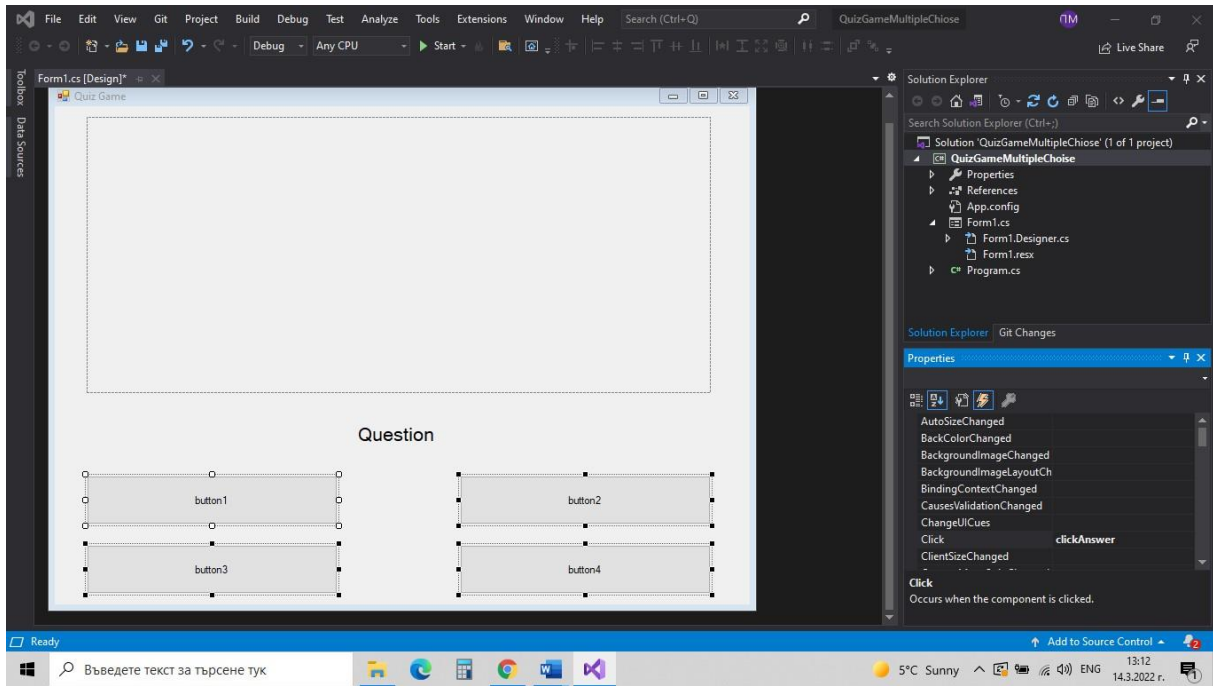 File Edit View Git Project Build Debug Test Analyze Tools Extensions Window Help Search (Ctrl+Q) QuizGameMultipleChiose ПМ
Debug Any CPU Start Live Share
Toolbox
Data Sources
Form1.cs [Design]*
Quiz Game
Question
button1 button2
button3 button4
Solution Explorer
Search Solution Explorer (Ctrl+;)
Solution 'QuizGameMultipleChiose' (1 of 1 project)
QuizGameMultipleChoise
Properties
References
App.config
Form1.cs
Form1.Designer.cs
Form1.resx
Program.cs
Solution Explorer Git Changes
Properties
AutoSizeChanged
BackColorChanged
BackgroundImageChanged
BackgroundImageLayoutCh
BindingContextChanged
CausesValidationChanged
ChangeUICues
Click clickAnswer
ClientSizeChanged
Click
Occurs when the component is clicked.
Ready Add to Source Control 2
Въведете текст за търсене тук 5°C Sunny ENG 13:12
14.3.2022 г. 1